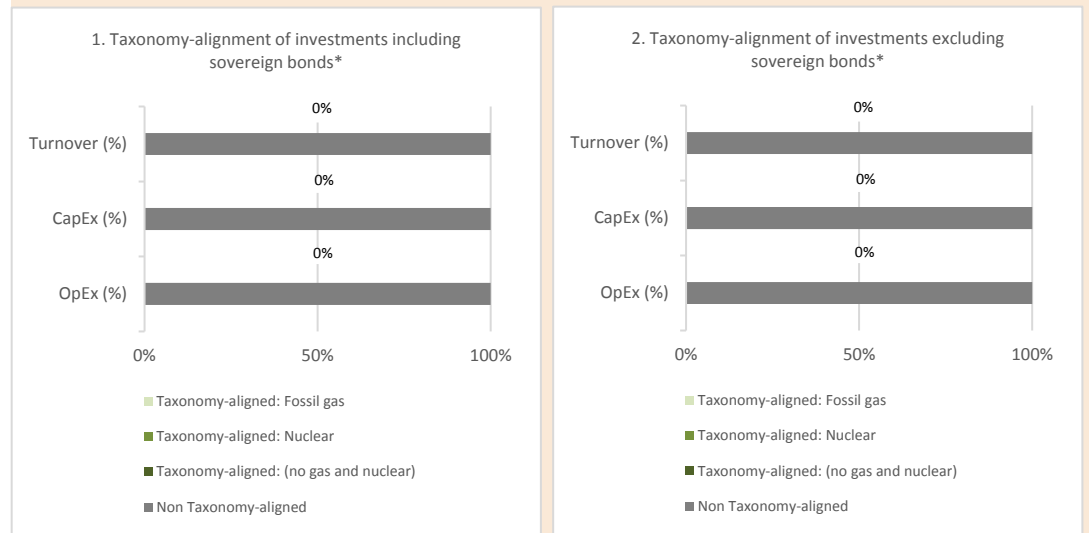 1. Taxonomy-alignment of investments including
sovereign bonds*
0%
Turnover (%)
0%
CapEx (%)
0%
OpEx (%)
0%
50%
100%
Taxonomy-aligned: Fossil gas
Taxonomy-aligned: Nuclear
Taxonomy-aligned: (no gas and nuclear)
Non Taxonomy-aligned
2. Taxonomy-alignment of investments excluding
sovereign bonds*
0%
Turnover (%)
0%
CapEx (%)
0%
OpEx (%)
0%
50%
100%
Taxonomy-aligned: Fossil gas
Taxonomy-aligned: Nuclear
Taxonomy-aligned: (no gas and nuclear)
Non Taxonomy-aligned